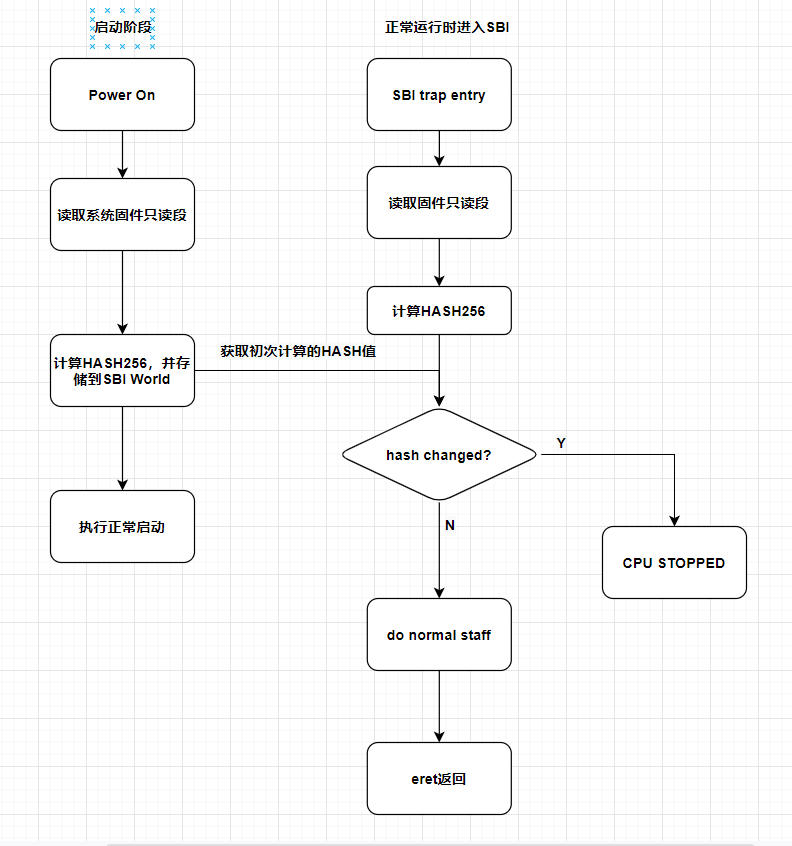 启动阶段
Power On
读取系统固件只读段
计算HASH256，并存
储到SBI World
执行正常启动
获取初次计算的HASH值
正常运行时进入SBI
SBI trap entry
读取固件只读段
计算HASH256
hash changed?
Y
N
CPU STOPPED
do normal staff
eret返回